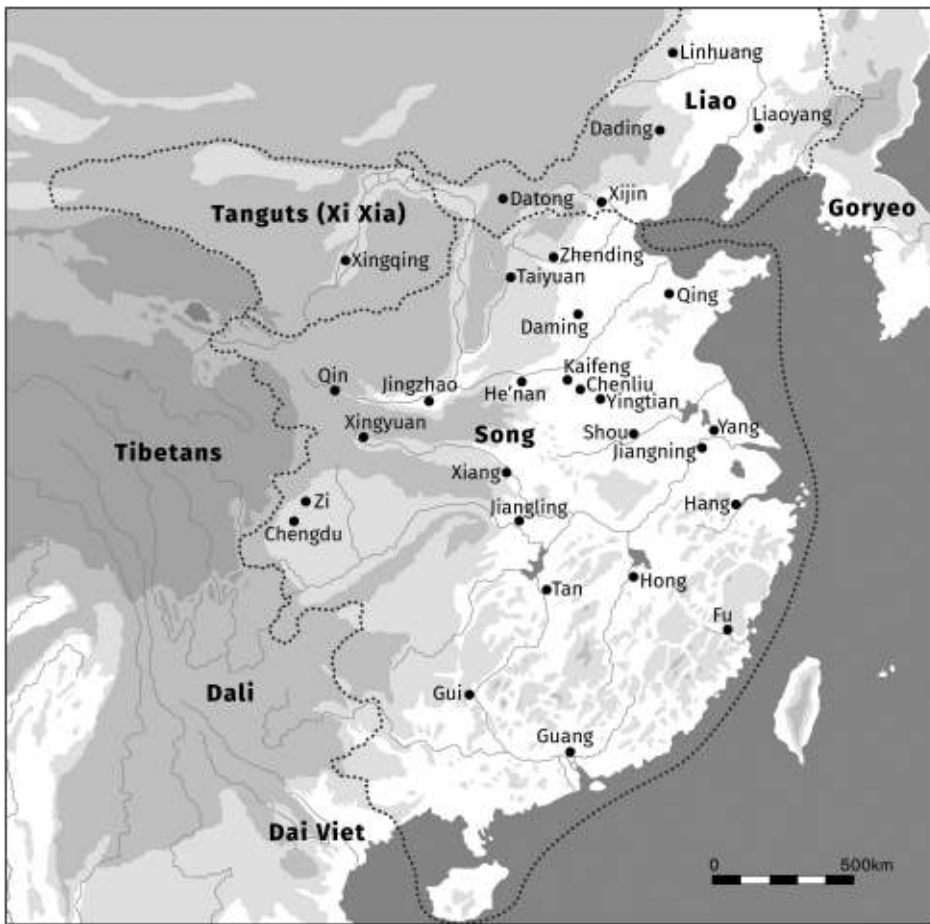 Linhuang
Liao
Dading
Liaoyang
Datong
Xijin
Tanguts (Xi Xia)
Goryeo
Xingqing
Zhending
Taiyuan
Qing
Daming
Qin
Jingzhao
He'nan
Kaifeng
Chenliu
Yingtian
Xingyuan
Song
Shou
Yang
Jiangning
Tibetans
Xiang
Zi
Chengdu
Jiangling
Hang
Tan
Hong
Fu
Dali
Gui
Guang
Dai Viet
0 500km